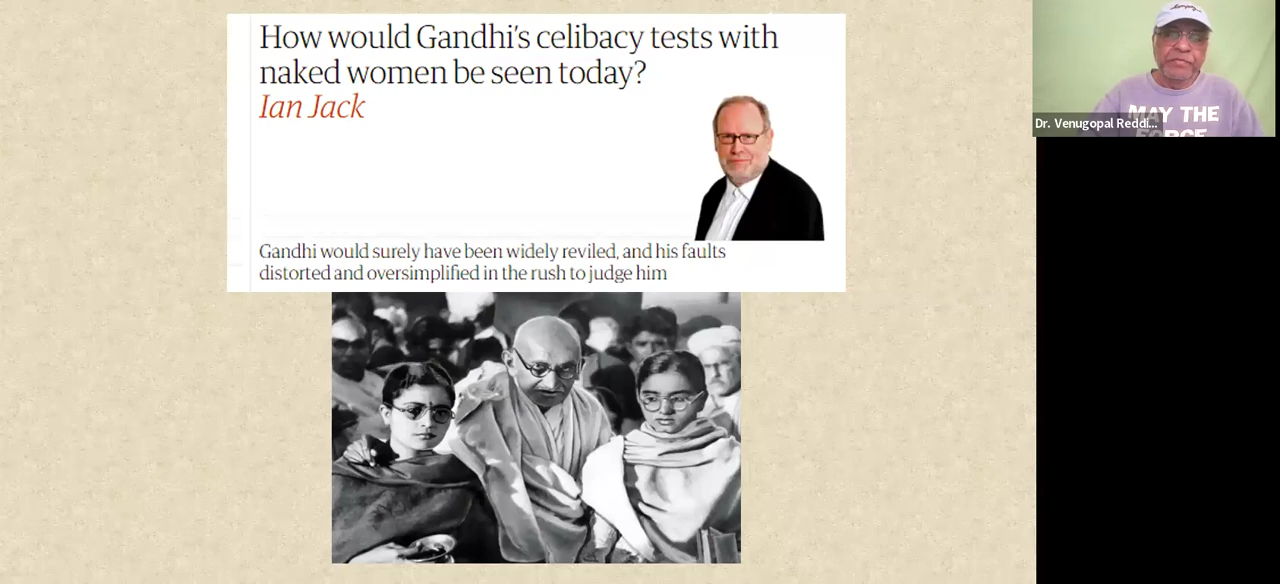 How would Gandhi's celibacy tests with
naked women be seen today?
Ian Jack
Gandhi would surely have been widely reviled, and his faults
distorted and oversimplified in the rush to judge him
Dr. Venugopal Reddi...
MAY THE
FORCE